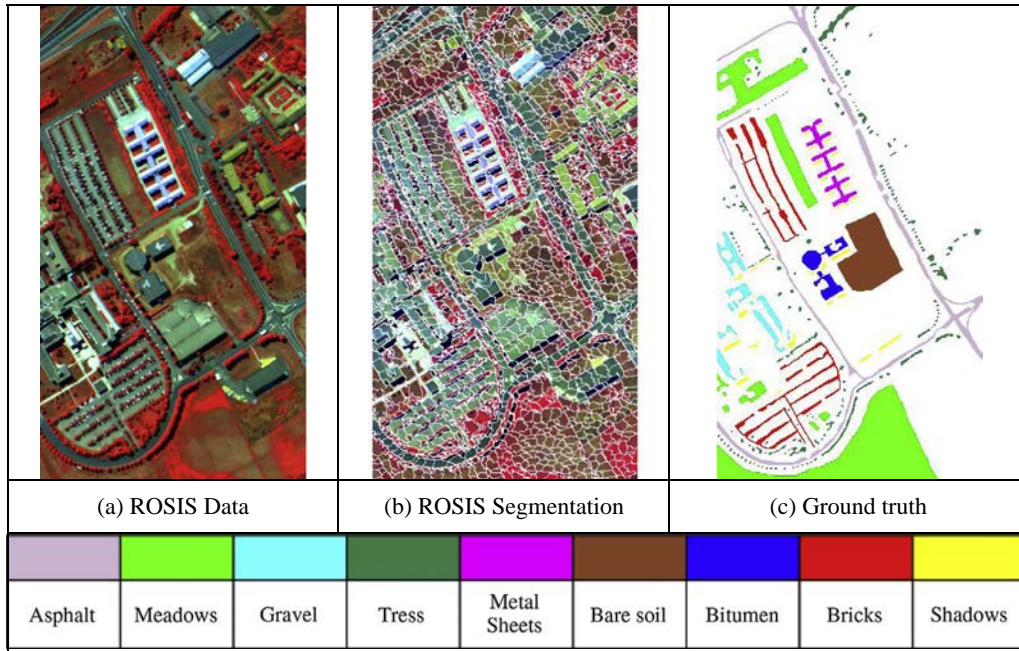 (a) ROSIS Data
(b) ROSIS Segmentation
(c) Ground truth
Asphalt
Meadows
Gravel
Tress
Metal
Sheets
Bare soil
Bitumen
Bricks
Shadows